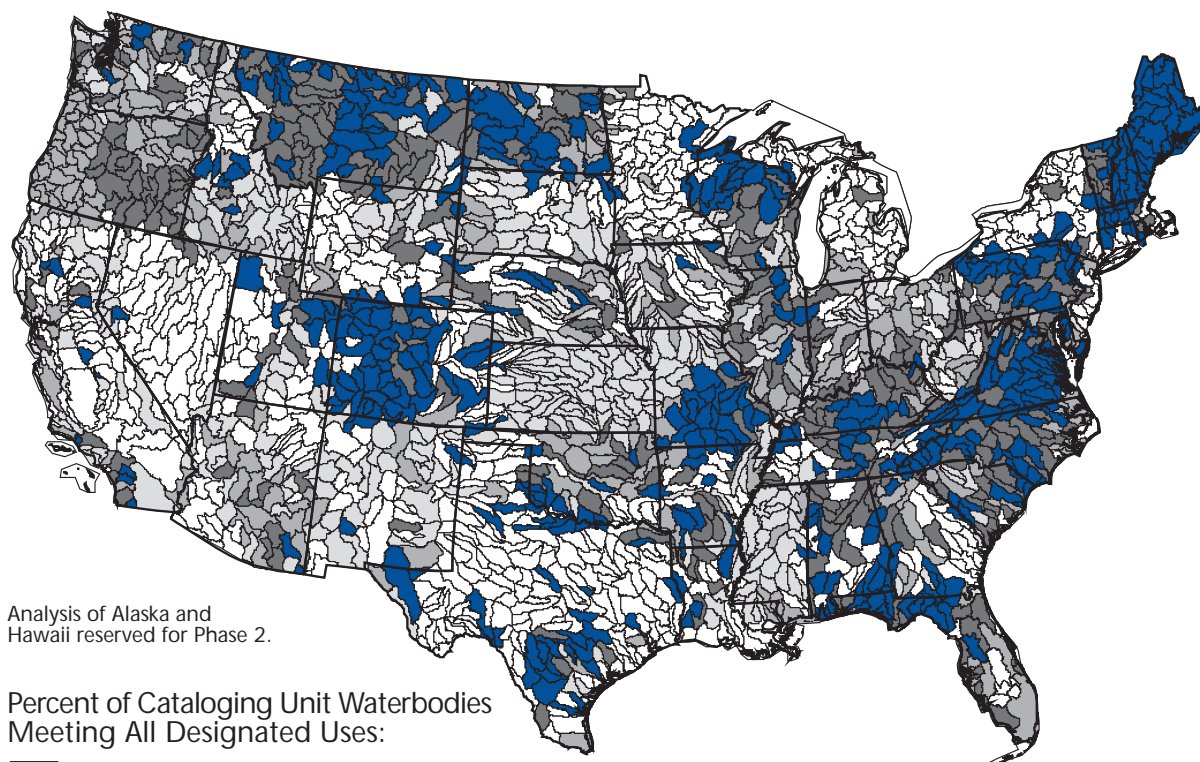 Analysis of Alaska and
Hawaii reserved for Phase 2.
Percent of Cataloging Unit Waterbodies
Meeting All Designated Uses: